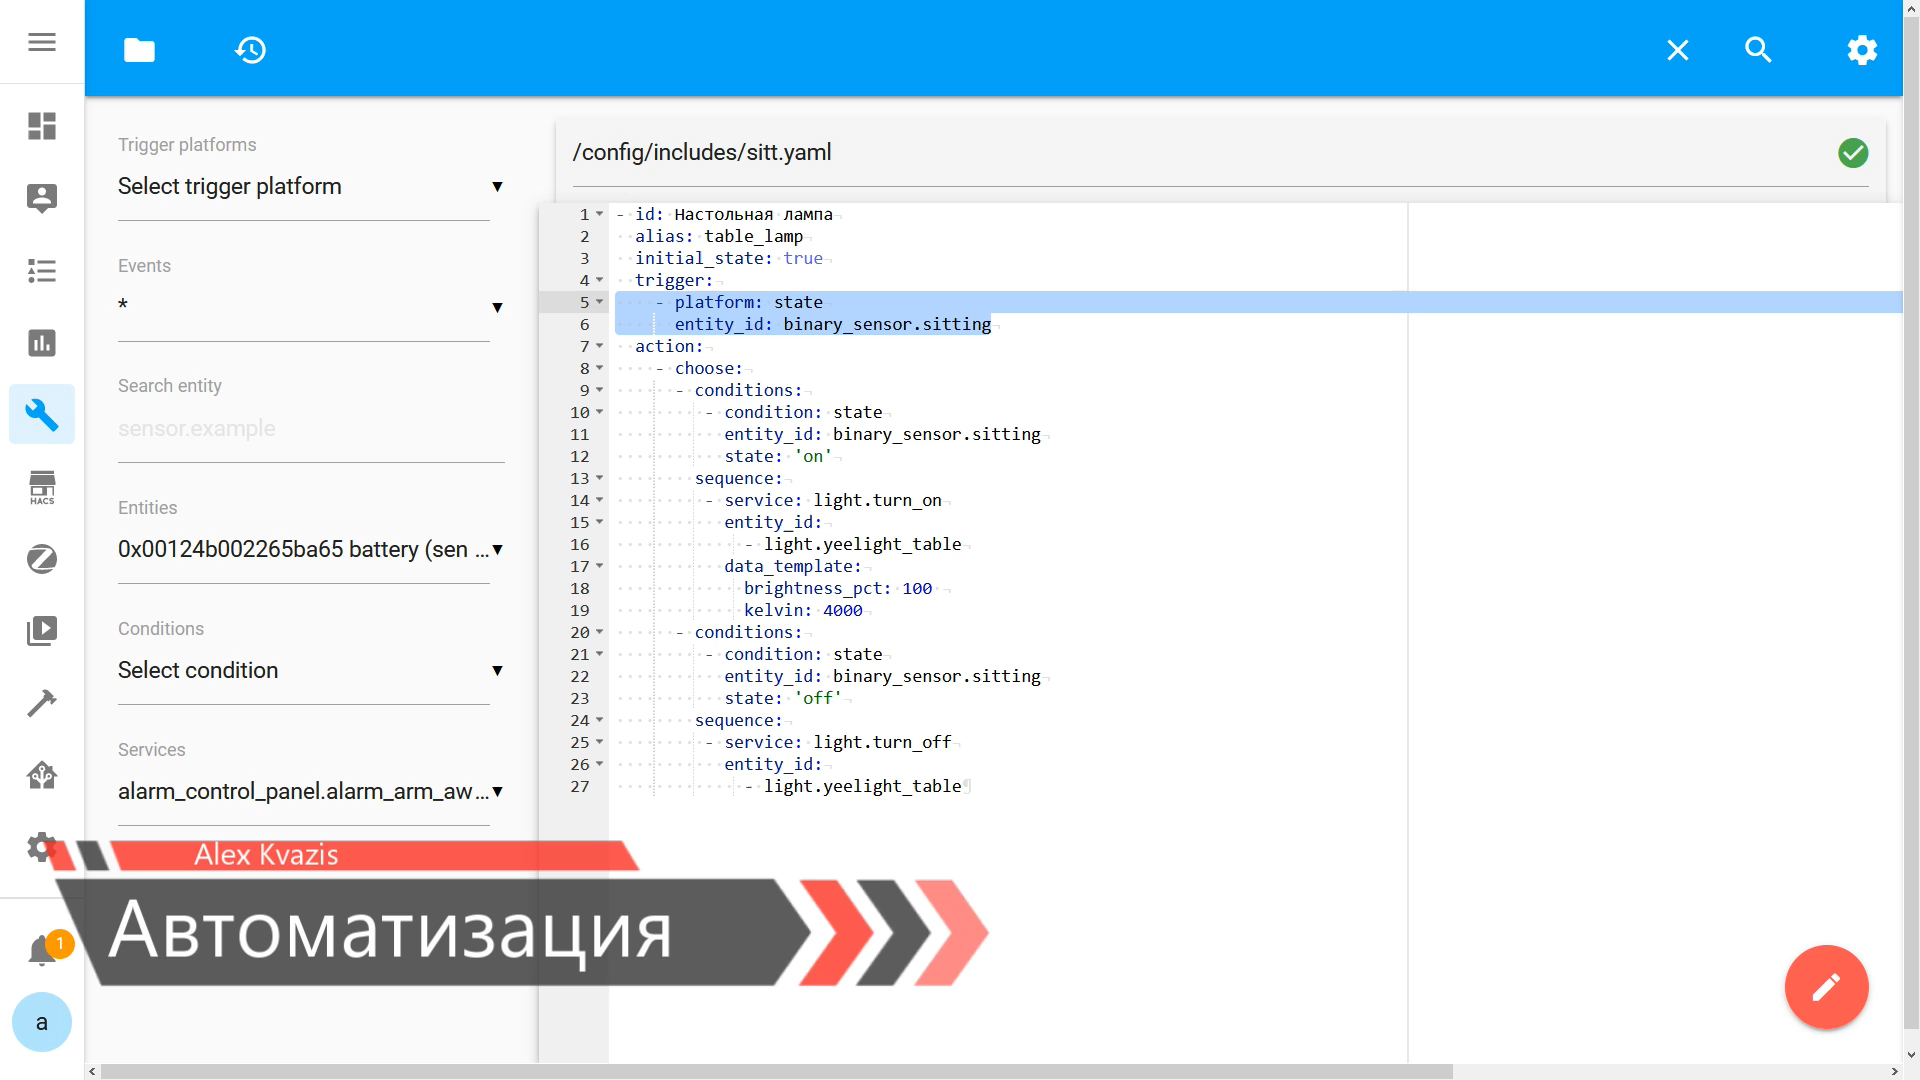 /config/includes/sitt.yaml
Trigger platforms
Select trigger platform
Events
*
Search entity
sensor.example
Entities
0x00124b002265ba65 battery (sen ...
Conditions
Select condition
Services
alarm_control_panel.alarm_arm_aw...
HACS
1
a
1 - id: Настольная лампа
2 alias: table_lamp
3 initial_state: true
4 trigger:
5 - platform: state
6 entity_id: binary_sensor.sitting
7 action:
8 - choose:
9 - conditions:
10 - condition: state
11 entity_id: binary_sensor.sitting
12 state: 'on'
13 sequence:
14 - service: light.turn_on
15 entity_id:
16 - light.yeelight_table
17 data_template:
18 brightness_pct: 100
19 kelvin: 4000
20 - conditions:
21 - condition: state
22 entity_id: binary_sensor.sitting
23 state: 'off'
24 sequence:
25 - service: light.turn_off
26 entity_id:
27 - light.yeelight_table
Alex Kvazis
Автоматизация